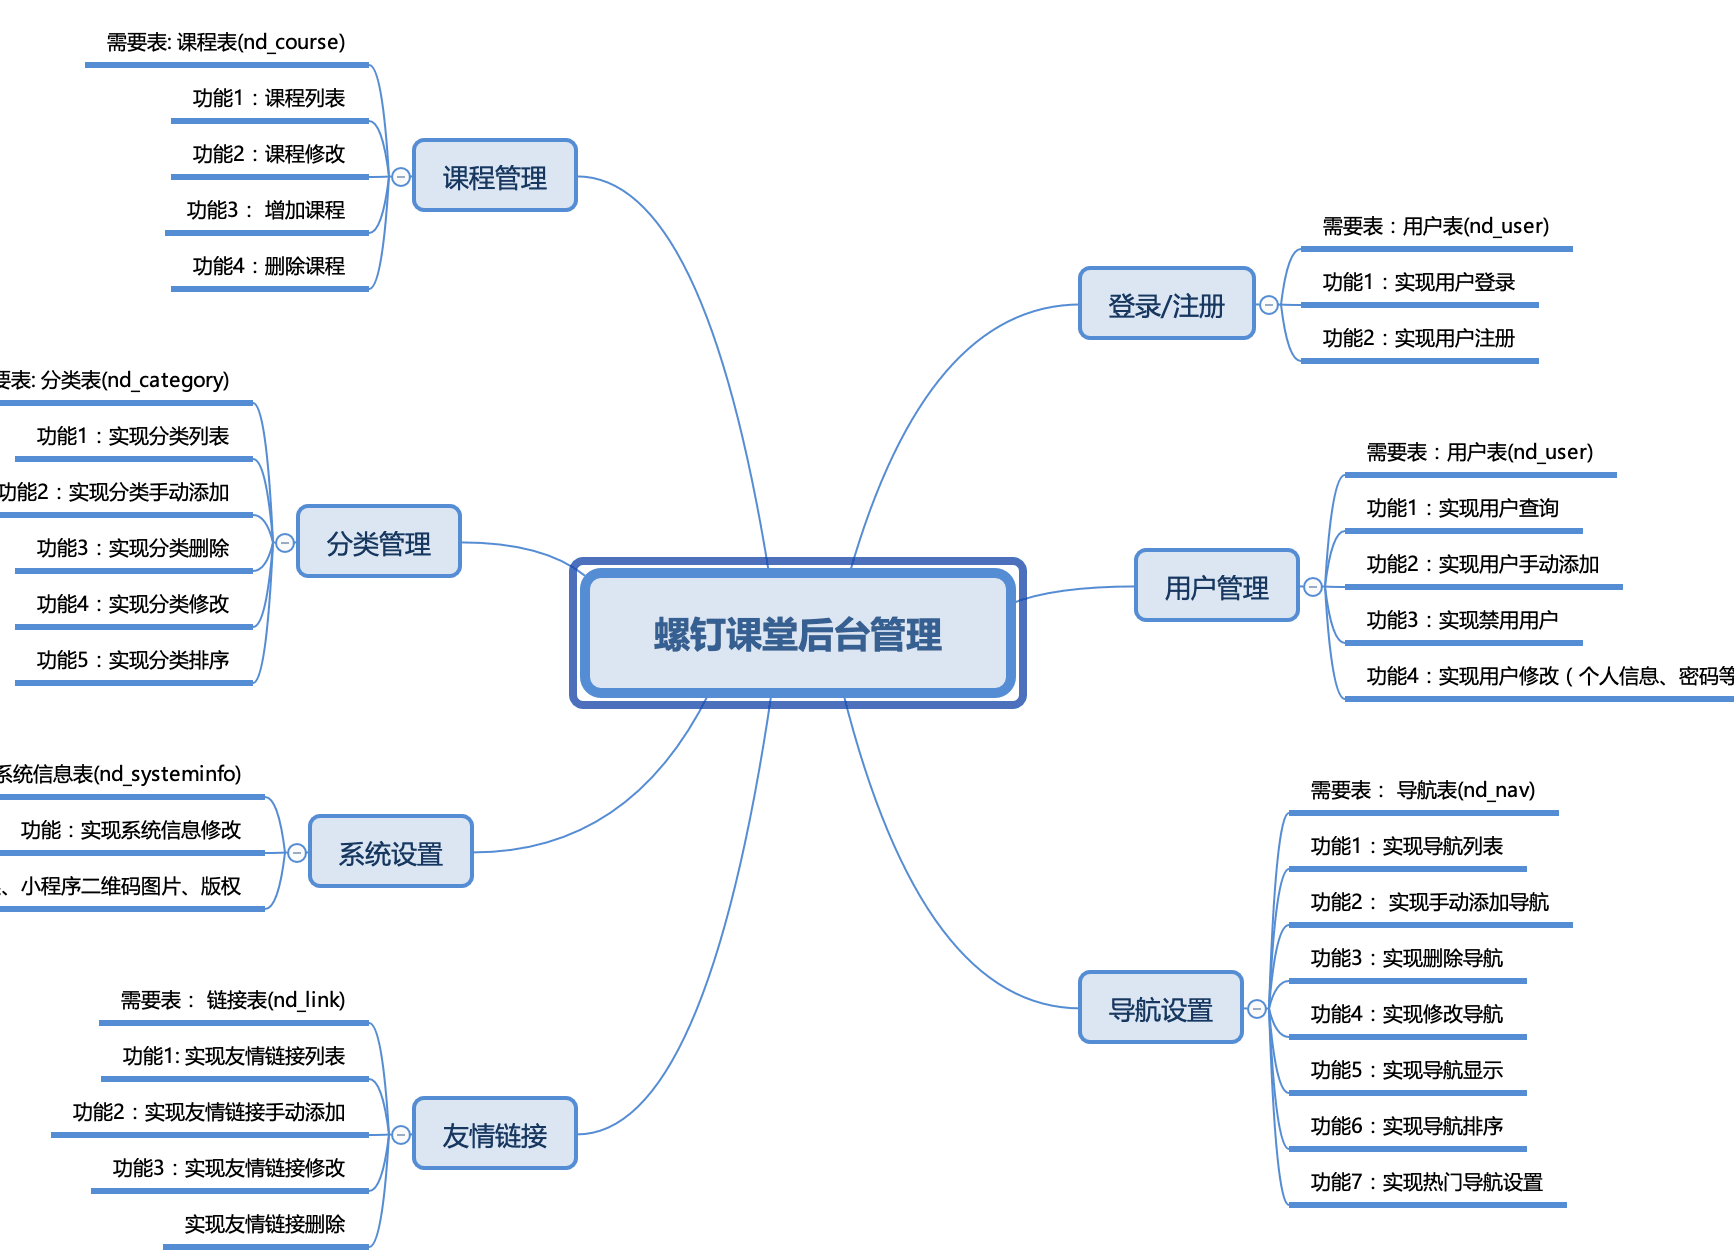 螺钉课堂后台管理
课程管理
需要表: 课程表(nd_course)
功能1：课程列表
功能2：课程修改
功能3： 增加课程
功能4：删除课程
分类管理
要表: 分类表(nd_category)
功能1：实现分类列表
功能2：实现分类手动添加
功能3：实现分类删除
功能4：实现分类修改
功能5：实现分类排序
系统设置
系统信息表(nd_systeminfo)
功能：实现系统信息修改
、小程序二维码图片、版权
友情链接
需要表： 链接表(nd_link)
功能1: 实现友情链接列表
功能2：实现友情链接手动添加
功能3：实现友情链接修改
实现友情链接删除
登录/注册
需要表：用户表(nd_user)
功能1：实现用户登录
功能2：实现用户注册
用户管理
需要表：用户表(nd_user)
功能1：实现用户查询
功能2：实现用户手动添加
功能3：实现禁用用户
功能4：实现用户修改（个人信息、密码等
导航设置
需要表： 导航表(nd_nav)
功能1：实现导航列表
功能2： 实现手动添加导航
功能3：实现删除导航
功能4：实现修改导航
功能5：实现导航显示
功能6：实现导航排序
功能7：实现热门导航设置